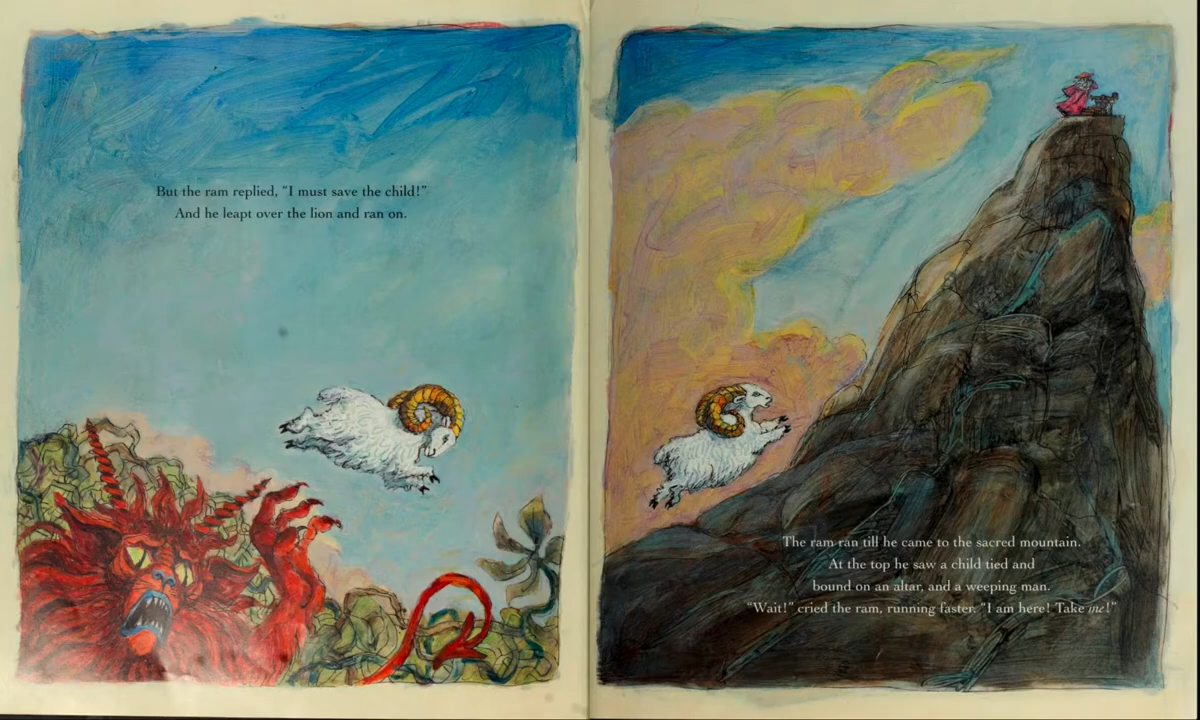 But the ram replied, “I must save the child!”
And he leapt over the lion and ran on.
The ram ran till he came to the sacred mountain.
At the top he saw a child tied and
bound on an altar, and a weeping man.
“Wait!” cried the ram, running faster. “I am here! Take me!”